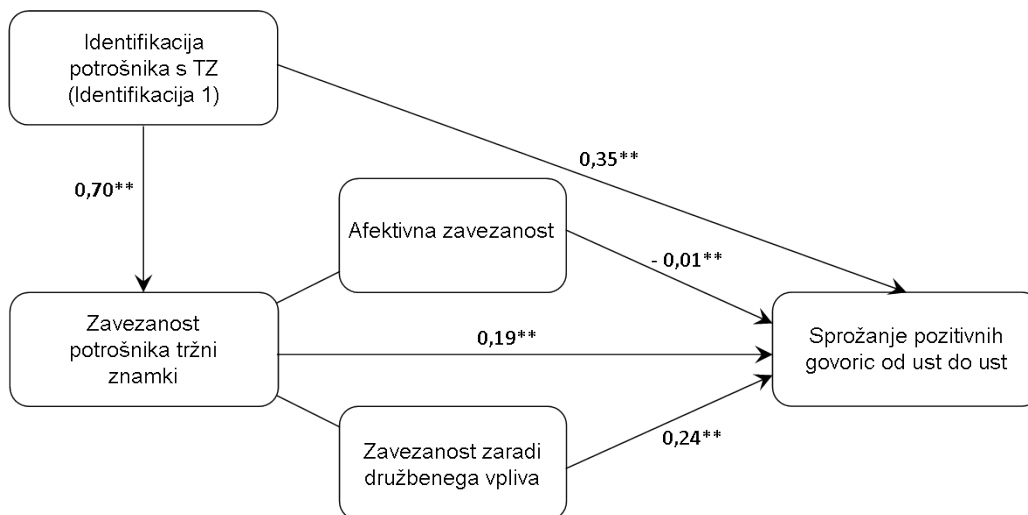 Identifikacija
potrošnika s TZ
(Identifikacija 1)
0,35**
0,70**
Afektivna zavezanost
- 0,01**
Zavezanost
potrošnika tržni
znamki
0,19**
Sprožanje pozitivnih
govoric od ust do ust
0,24**
Zavezanost zaradi
družbenega vpliva